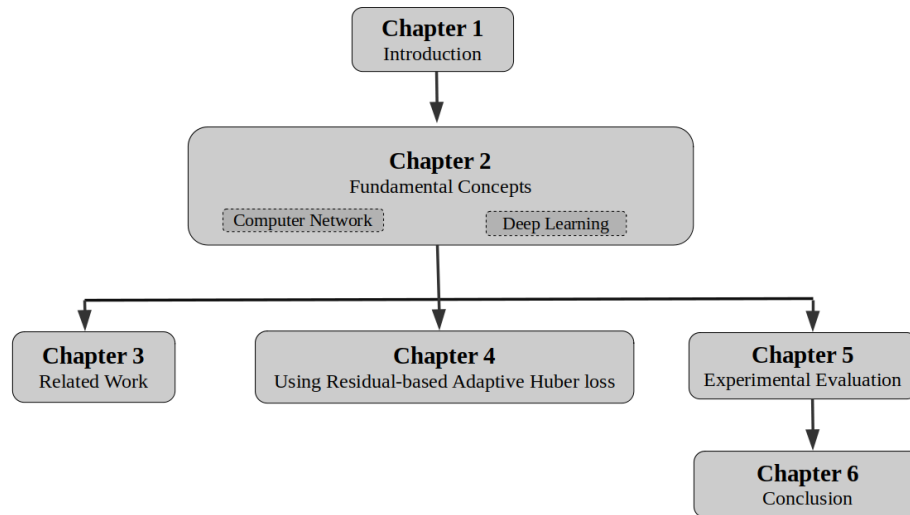 Chapter 1
Introduction
Chapter 2
Fundamental Concepts
Computer Network
Deep Learning
Chapter 3
Related Work
Chapter 4
Using Residual-based Adaptive Huber loss
Chapter 5
Experimental Evaluation
Chapter 6
Conclusion